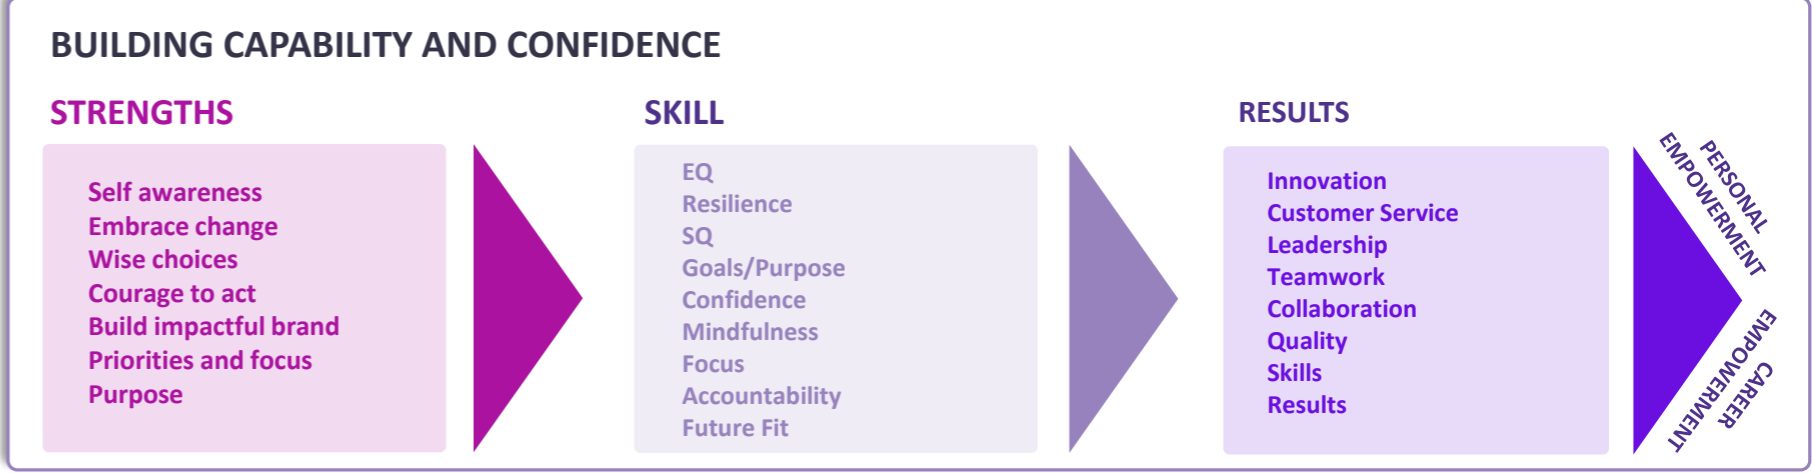 BUILDING CAPABILITY AND CONFIDENCE
STRENGTHS
Self awareness
Embrace change
Wise choices
Courage to act
Build impactful brand
Priorities and focus
Purpose
SKILL
EQ
Resilience
SQ
Goals/Purpose
Confidence
Mindfulness
Focus
Accountability
Future Fit
RESULTS
Innovation
Customer Service
Leadership
Teamwork
Collaboration
Quality
Skills
Results
PERSONAL
EMPOWERMENT
CAREER
EMPOWERMENT